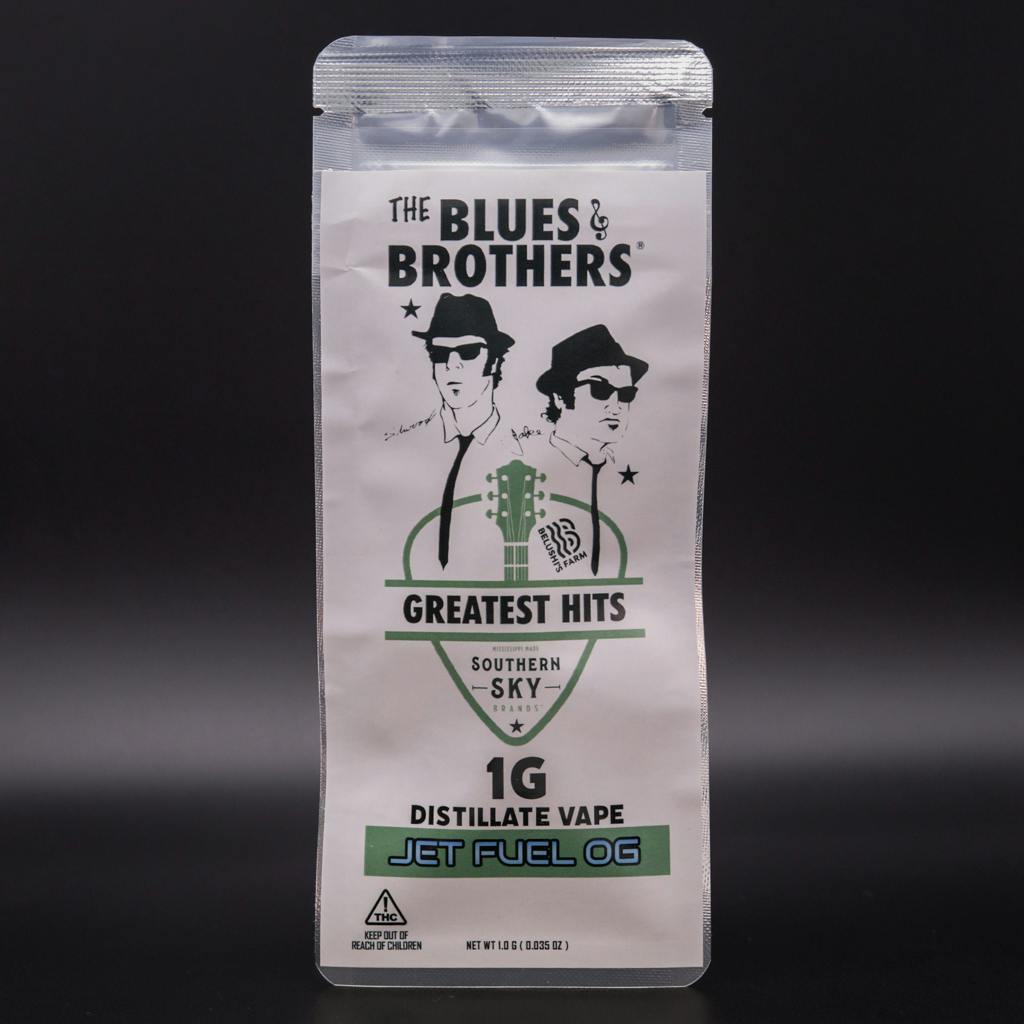 THE BLUES
BROTHERS®
BELUSHI'S FARM
GREATEST HITS
MISSISSIPPI MADE
SOUTHERN
SKY
BRANDS
1G
DISTILLATE VAPE
JET FUEL OG
THC
KEEP OUT OF
REACH OF CHILDREN
NET WT 1.0 G ( 0.035 OZ )